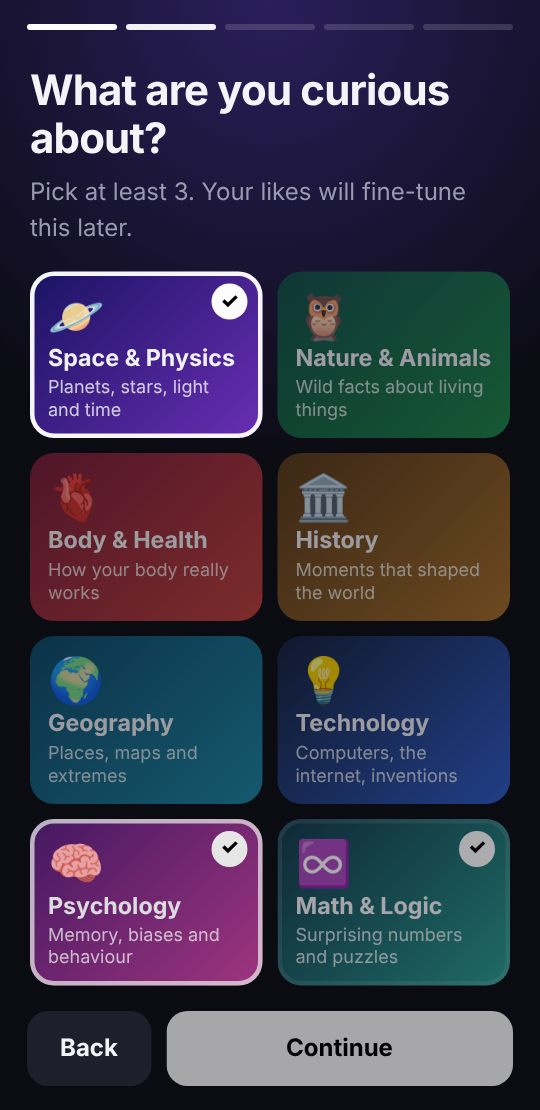 What are you curious
about?
Pick at least 3. Your likes will fine-tune
this later.
Space & Physics
Planets, stars, light
and time
Nature & Animals
Wild facts about living
things
Body & Health
How your body really
works
History
Moments that shaped
the world
Geography
Places, maps and
extremes
Technology
Computers, the
internet, inventions
Psychology
Memory, biases and
behaviour
Math & Logic
Surprising numbers
and puzzles
Back
Continue